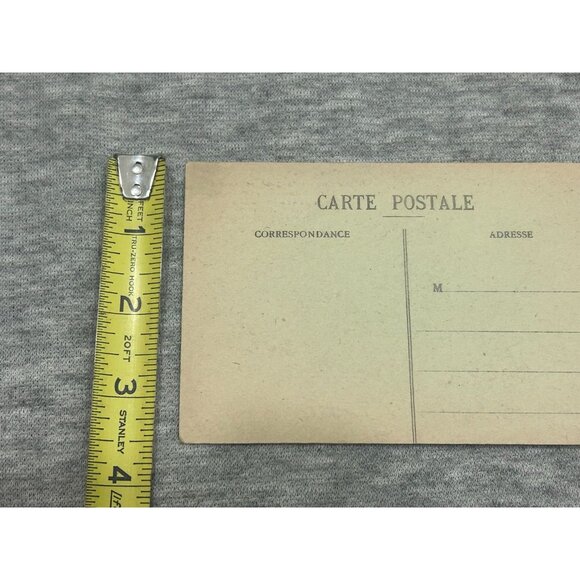 CARTE POSTALE
CORRESPONDANCE
ADRESSE
M
FEET
INCH
1
TRU-ZERO HOOK
2
20FT
3
STANLEY
4